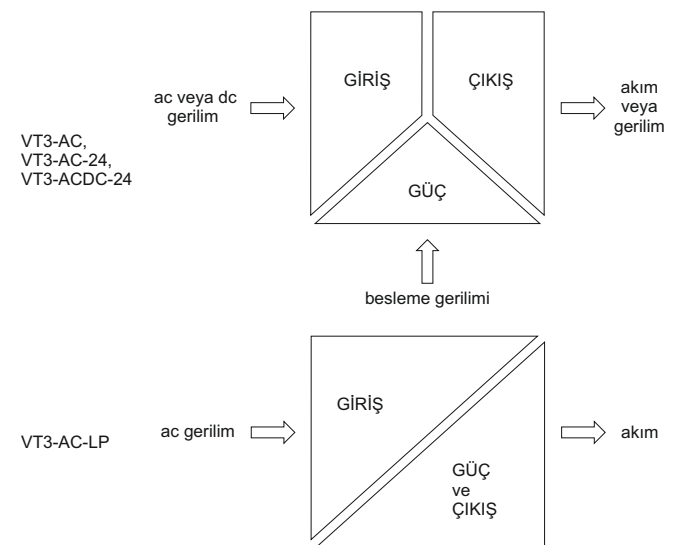 GİRİŞ
ÇIKIŞ
ac veya dc
gerilim
akım
veya
gerilim
VT3-AC,
VT3-AC-24,
VT3-ACDC-24
GÜÇ
besleme gerilimi
GİRİŞ
VT3-AC-LP
ac gerilim
akım
GÜÇ
ve
ÇIKIŞ